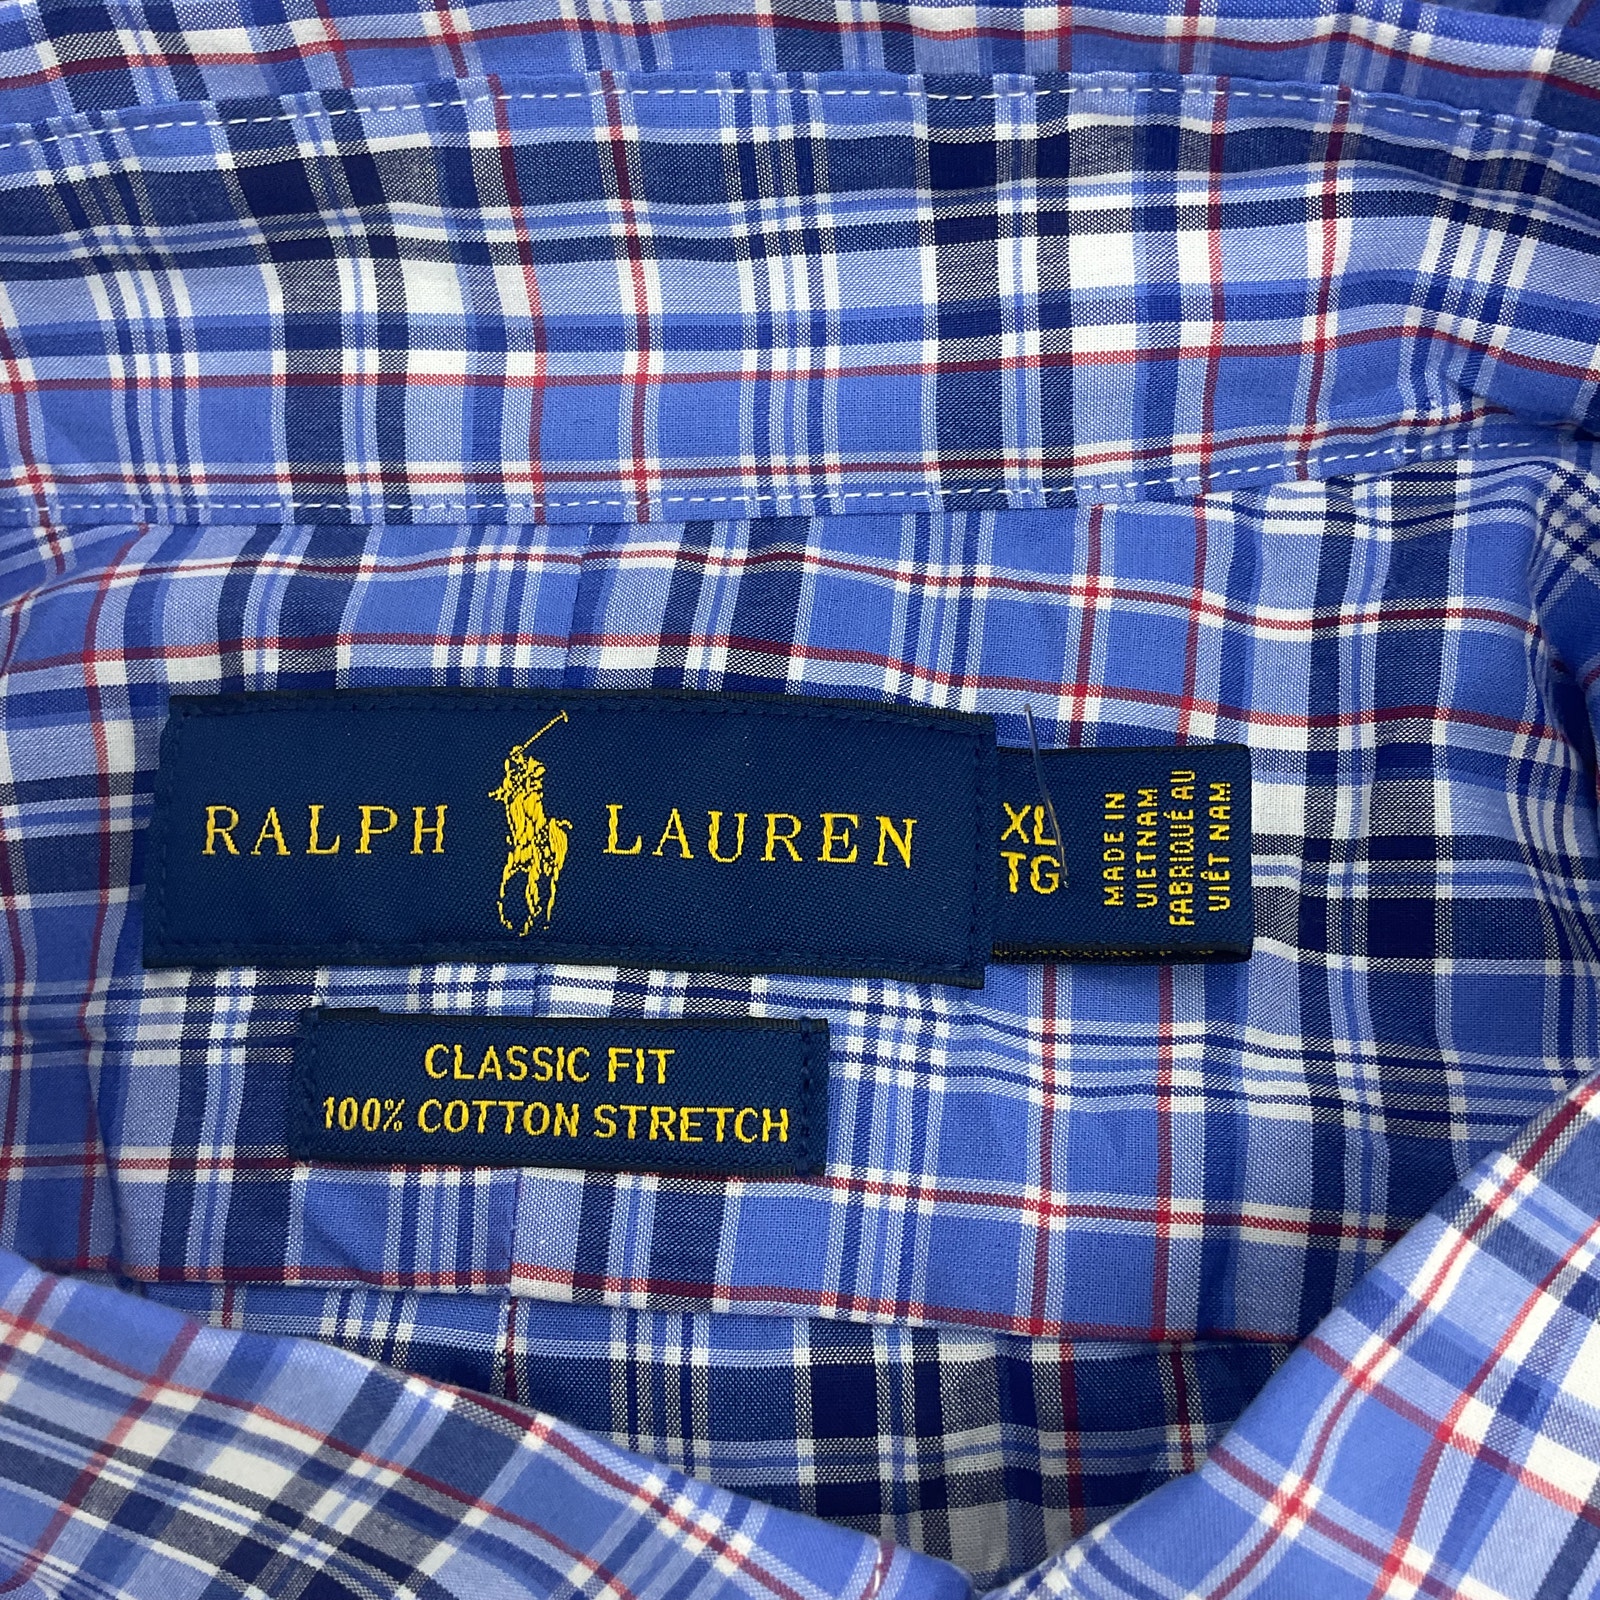 RALPH LAUREN
XL
TG
MADE IN
VIETNAM
FABRIQUÉ AU
VIÊT NAM
CLASSIC FIT
100% COTTON STRETCH